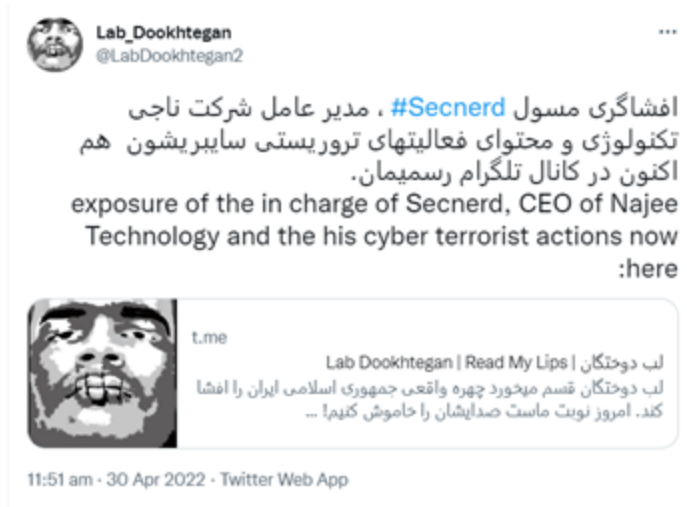 Lab_Dookhtegan
@LabDookhtegan2
افشاگری مسول Secnerd# ، مدیر عامل شرکت ناجی
تکنولوژی و محتوای فعالیتهای تروریستی سایبریشون هم
اکنون در کانال تلگرام رسمیمان.
exposure of the in charge of Secnerd, CEO of Najee
Technology and the his cyber terrorist actions now
:here
t.me
Lab Dookhtegan | Read My Lips | لب دوختگان
لب دوختگان قسم میخورد چهره واقعی جمهوری اسلامی ایران را افشا
کند. امروز نوبت ماست صدایشان را خاموش کنیم! ...
11:51 am · 30 Apr 2022 · Twitter Web App